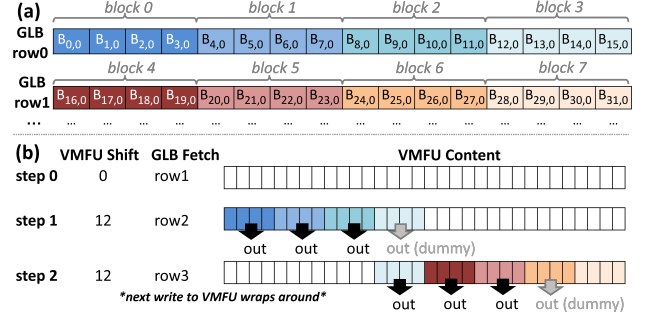 (a) block 0 block 1 block 2 block 3
GLB row0 B0,0 B1,0 B2,0 B3,0 B4,0 B5,0 B6,0 B7,0 B8,0 B9,0 B10,0 B11,0 B12,0 B13,0 B14,0 B15,0
block 4 block 5 block 6 block 7
GLB row1 B16,0 B17,0 B18,0 B19,0 B20,0 B21,0 B22,0 B23,0 B24,0 B25,0 B26,0 B27,0 B28,0 B29,0 B30,0 B31,0
... ... ... ... ... ... ... ... ... ... ... ... ... ... ... ... ...
(b) VMFU Shift GLB Fetch VMFU Content
step 0 0 row1
step 1 12 row2
out out out out (dummy)
step 2 12 row3
*next write to VMFU wraps around*
out out out out (dummy)